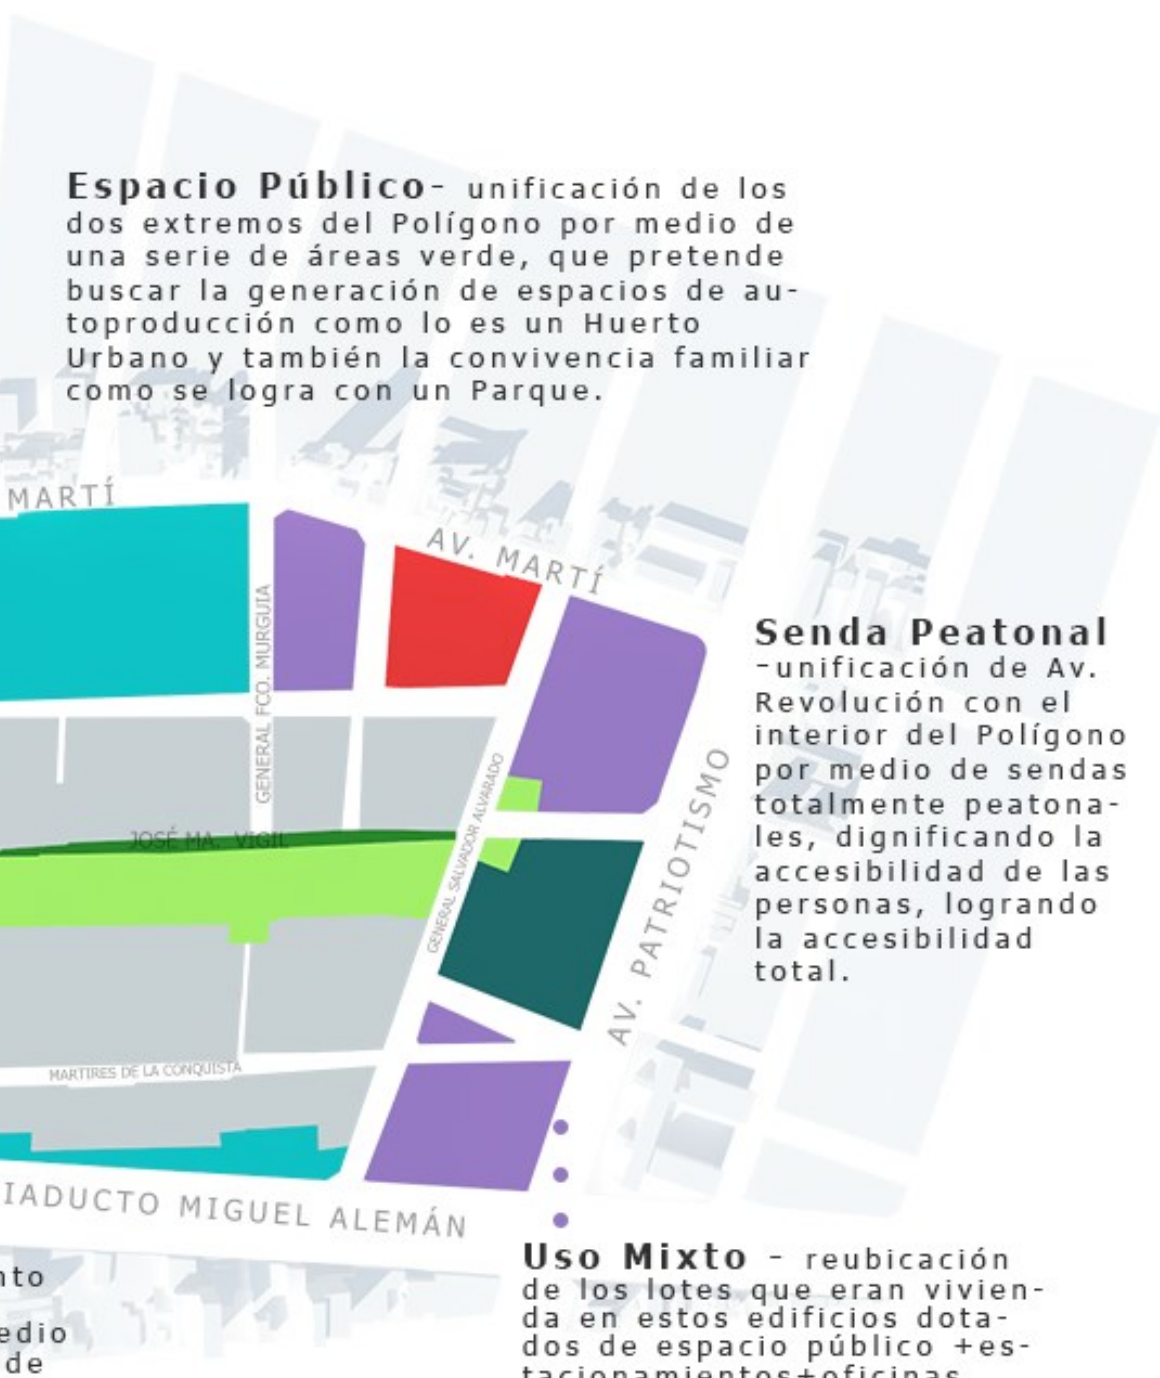 Espacio Público- unificación de los
dos extremos del Polígono por medio de
una serie de áreas verde, que pretende
buscar la generación de espacios de au-
toproducción como lo es un Huerto
Urbano y también la convivencia familiar
como se logra con un Parque.
MARTÍ
AV. MARTÍ
GENERAL FCO. MURGUIA
Senda Peatonal
-unificación de Av.
Revolución con el
interior del Polígono
por medio de sendas
totalmente peatona-
les, dignificando la
accesibilidad de las
personas, logrando
la accesibilidad
total.
GENERAL SALVADOR ALVARADO
AV. PATRIOTISMO
JOSÉ MA. VIGIL
MARTIRES DE LA CONQUISTA
IADUCTO MIGUEL ALEMÁN
nto
edio
de
Uso Mixto - reubicación
de los lotes que eran vivien-
da en estos edificios dota-
dos de espacio público +es-
tacionamientos+oficinas